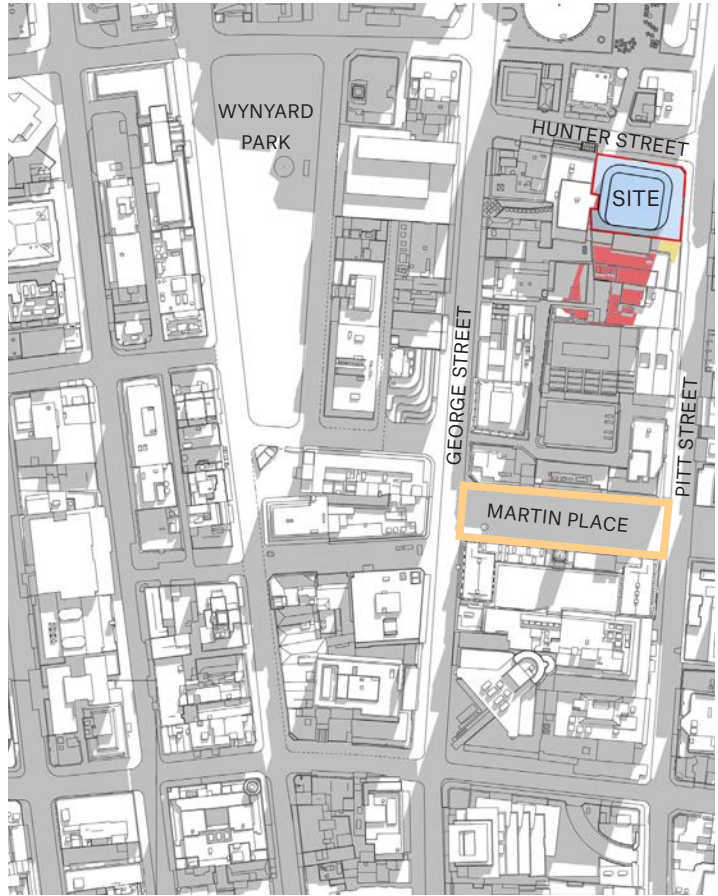 WYNYARD
PARK
HUNTER STREET
SITE
GEORGE STREET
PITT STREET
MARTIN PLACE